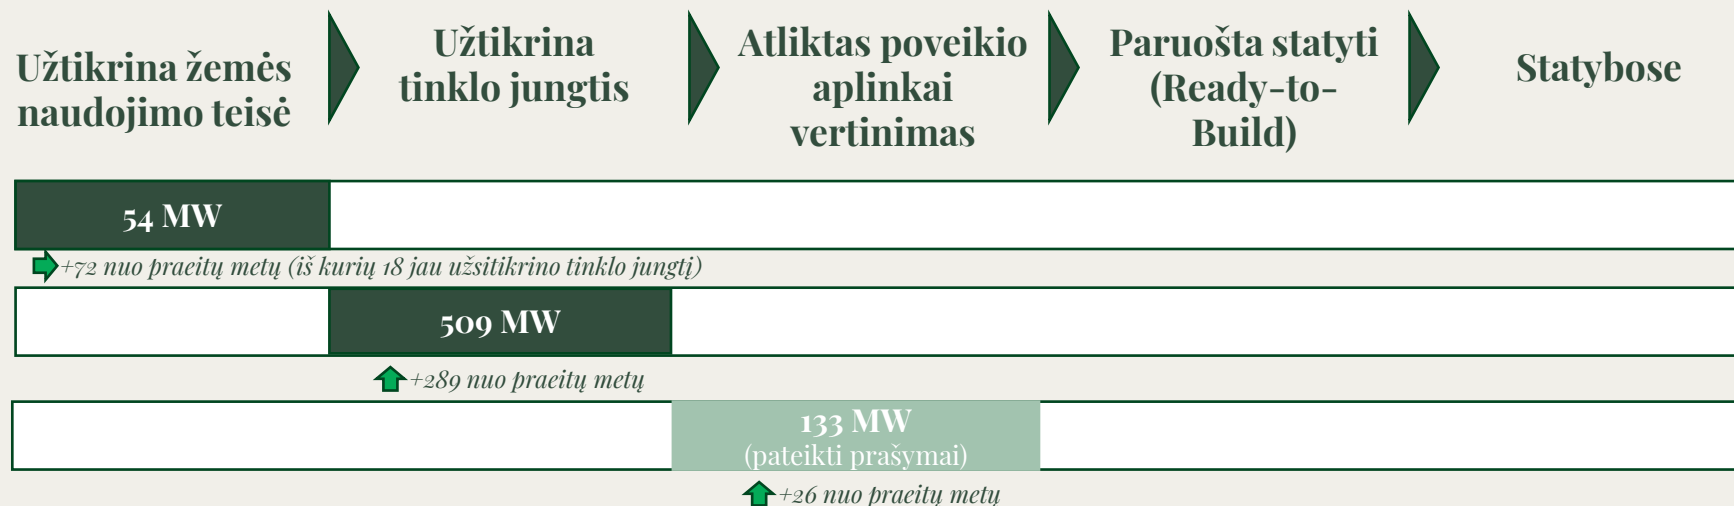 Užtikrina žemės
naudojimo teisė
Užtikrina
tinklo jungtis
Atliktas poveikio
aplinkai
vertinimas
Paruošta statyti
(Ready-to-
Build)
Statybose
54 MW
+72 nuo praeitų metų (iš kurių 18 jau užsitikrino tinklo jungtį)
509 MW
+289 nuo praeitų metų
133 MW
(pateikti prašymai)
+26 nuo praeitų metų